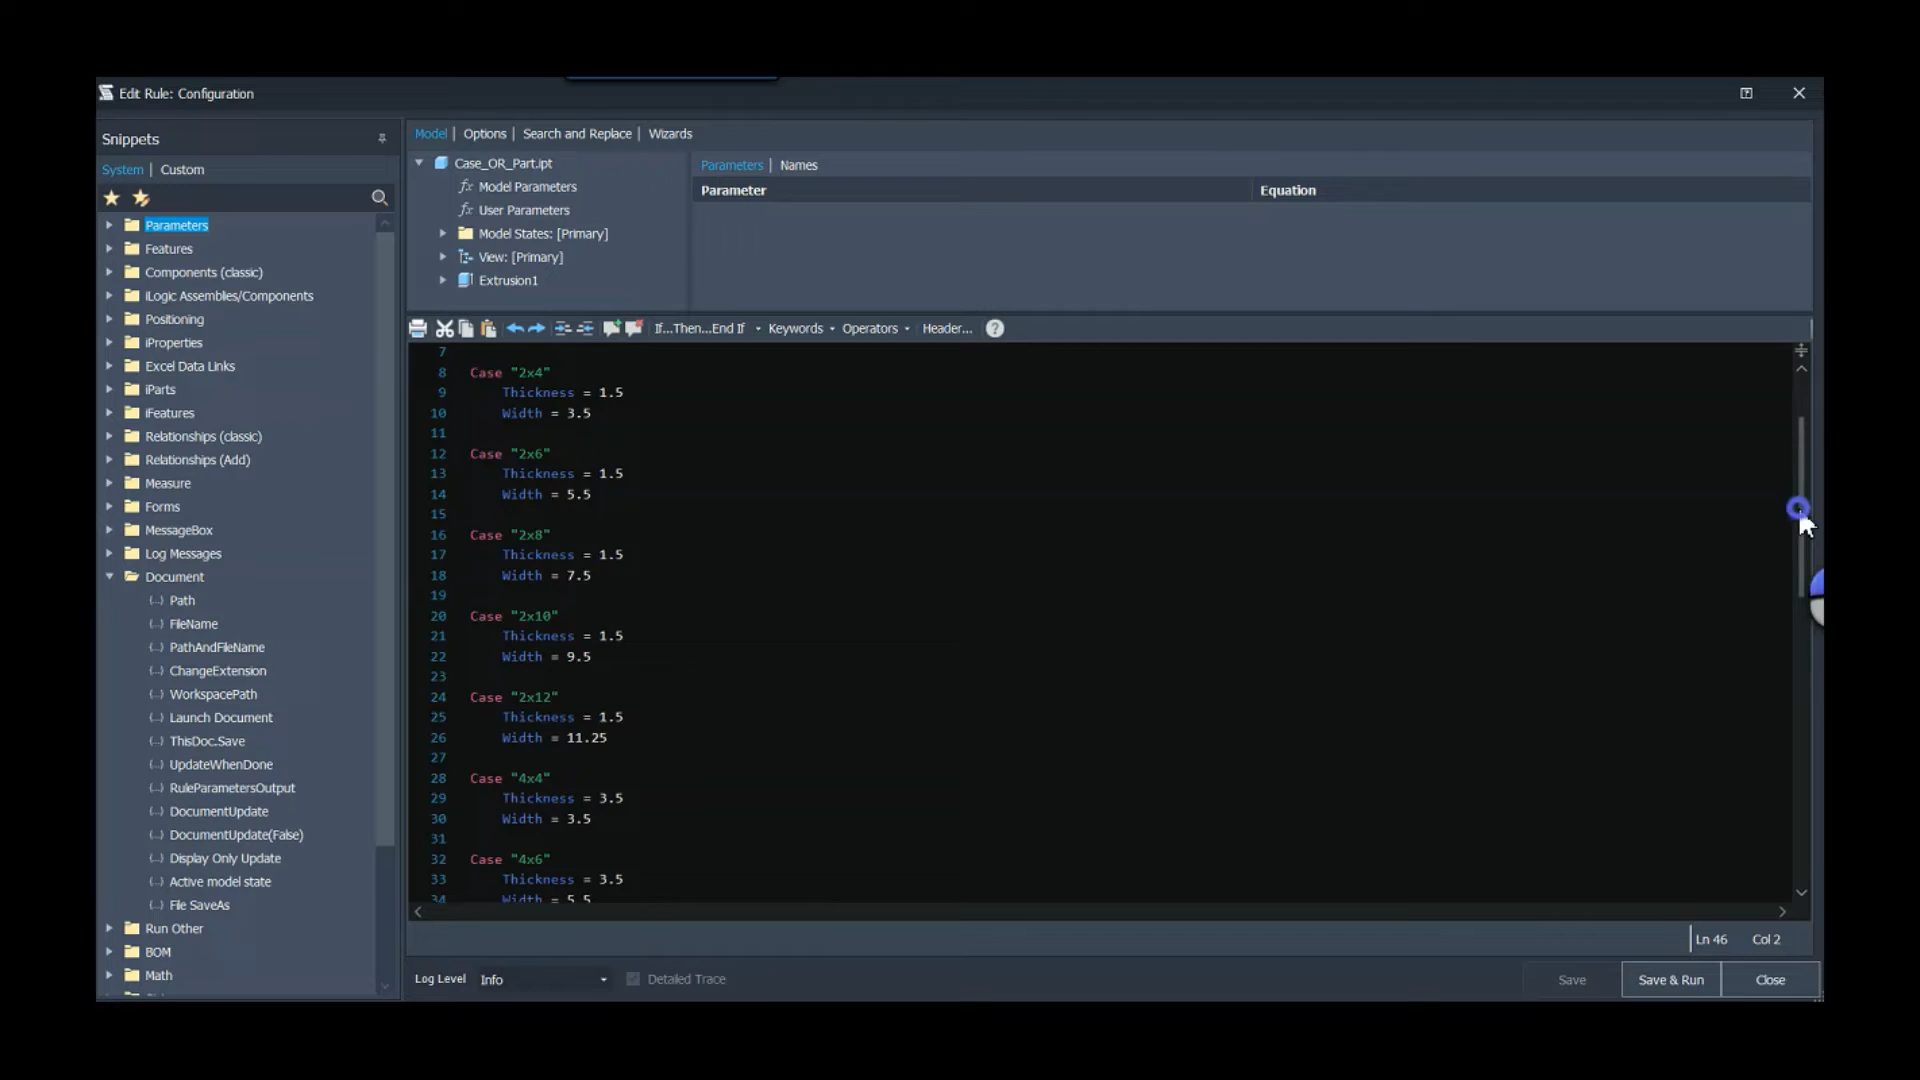 Edit Rule: Configuration
Snippets
System | Custom
Parameters
Features
Components (classic)
iLogic Assemblies/Components
Positioning
iProperties
Excel Data Links
iParts
iFeatures
Relationships (classic)
Relationships (Add)
Measure
Forms
MessageBox
Log Messages
Document
{...} Path
{...} FileName
{...} PathAndFileName
{...} ChangeExtension
{...} WorkspacePath
{...} Launch Document
{...} ThisDoc.Save
{...} UpdateWhenDone
{...} RuleParametersOutput
{...} DocumentUpdate
{...} DocumentUpdate(False)
{...} Display Only Update
{...} Active model state
{...} File SaveAs
Run Other
BOM
Math
Model | Options | Search and Replace | Wizards
Case_OR_Part.ipt
fx Model Parameters
fx User Parameters
Model States: [Primary]
View: [Primary]
Extrusion1
Parameters | Names
Parameter Equation
If...Then...End If Keywords Operators Header... ?
7
8 Case "2x4"
9 Thickness = 1.5
10 Width = 3.5
11
12 Case "2x6"
13 Thickness = 1.5
14 Width = 5.5
15
16 Case "2x8"
17 Thickness = 1.5
18 Width = 7.5
19
20 Case "2x10"
21 Thickness = 1.5
22 Width = 9.5
23
24 Case "2x12"
25 Thickness = 1.5
26 Width = 11.25
27
28 Case "4x4"
29 Thickness = 3.5
30 Width = 3.5
31
32 Case "4x6"
33 Thickness = 3.5
34 Width = 5.5
Ln 46 Col 2
Log Level Info Detailed Trace
Save Save & Run Close